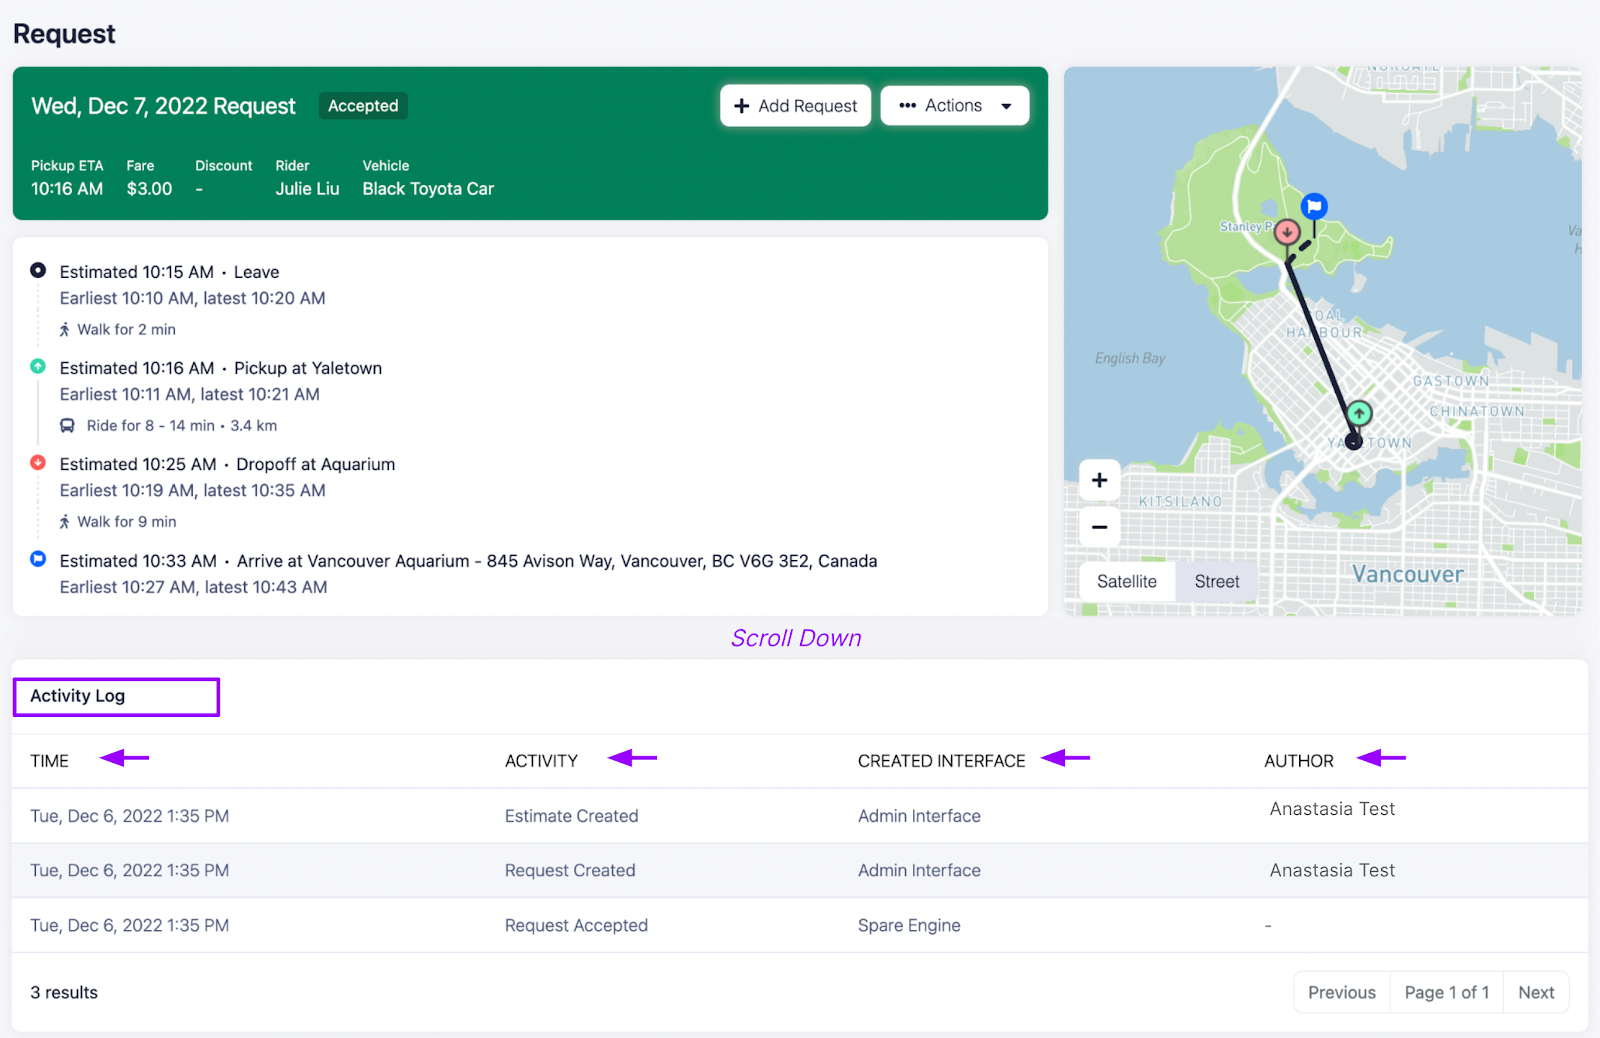 Request
Wed, Dec 7, 2022 Request Accepted
Add Request
Actions
Pickup ETA Fare Discount Rider Vehicle
10:16 AM $3.00 - Julie Liu Black Toyota Car
Estimated 10:15 AM • Leave
Earliest 10:10 AM, latest 10:20 AM
Walk for 2 min
Estimated 10:16 AM • Pickup at Yaletown
Earliest 10:11 AM, latest 10:21 AM
Ride for 8 - 14 min • 3.4 km
Estimated 10:25 AM • Dropoff at Aquarium
Earliest 10:19 AM, latest 10:35 AM
Walk for 9 min
Estimated 10:33 AM • Arrive at Vancouver Aquarium - 845 Avison Way, Vancouver, BC V6G 3E2, Canada
Earliest 10:27 AM, latest 10:43 AM
NORGATE
Stanley P
Va
H
OAL
HARBOUR
English Bay
GASTOWN
CHINATOWN
YA TOWN
KITSILANO
Vancouver
+
−
Satellite Street
Scroll Down
Activity Log
TIME ACTIVITY CREATED INTERFACE AUTHOR
Tue, Dec 6, 2022 1:35 PM Estimate Created Admin Interface Anastasia Test
Tue, Dec 6, 2022 1:35 PM Request Created Admin Interface Anastasia Test
Tue, Dec 6, 2022 1:35 PM Request Accepted Spare Engine -
3 results
Previous Page 1 of 1 Next